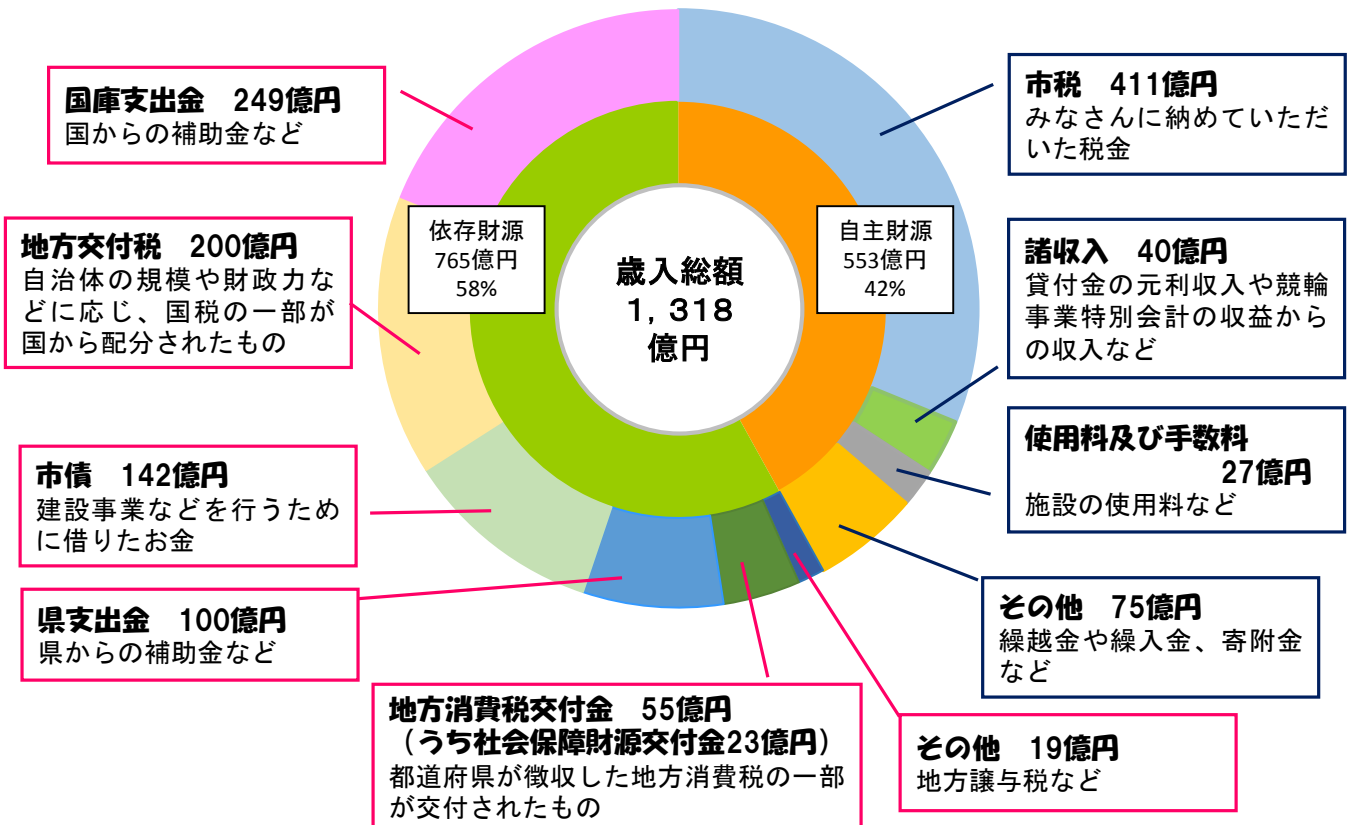 国庫支出金　249億円
国からの補助金など
地方交付税　200億円
自治体の規模や財政力な
どに応じ、国税の一部が
国から配分されたもの
市債　142億円
建設事業などを行うため
に借りたお金
県支出金　100億円
県からの補助金など
地方消費税交付金　55億円
（うち社会保障財源交付金23億円）
都道府県が徴収した地方消費税の一部
が交付されたもの
依存財源
765億円
58%
歳入総額
1，318
億円
自主財源
553億円
42%
市税　411億円
みなさんに納めていただ
いた税金
諸収入　40億円
貸付金の元利収入や競輪
事業特別会計の収益から
の収入など
使用料及び手数料
27億円
施設の使用料など
その他　75億円
繰越金や繰入金、寄附金
など
その他　19億円
地方譲与税など